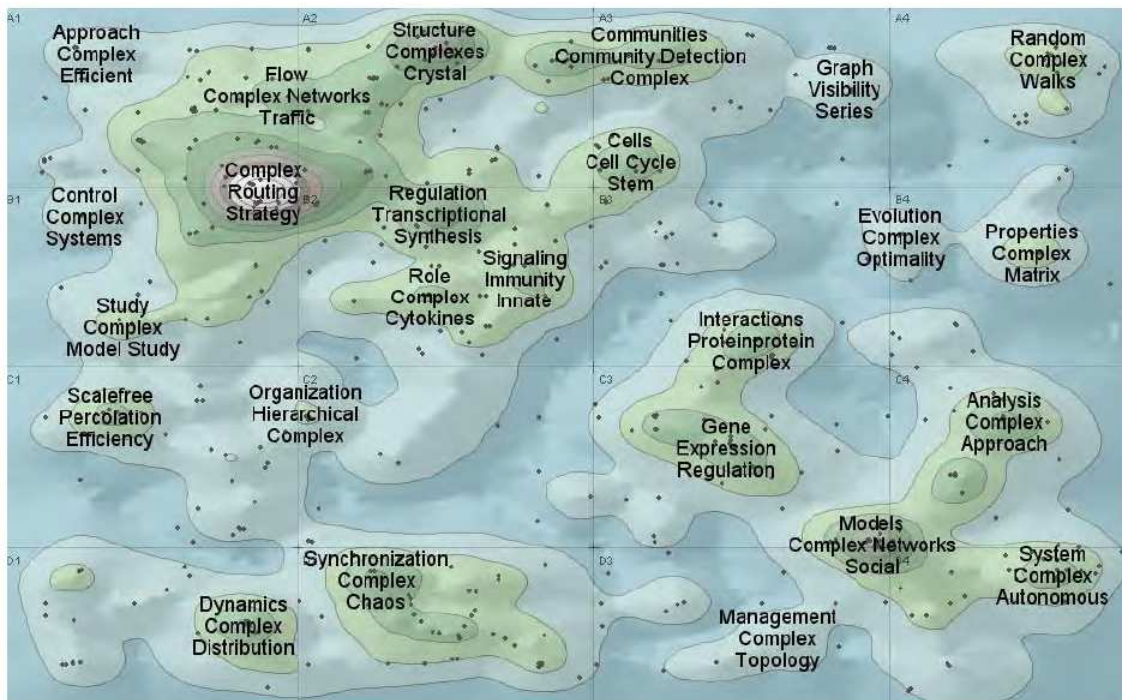 A1
A2
A3
A4
Approach
Complex
Efficient
Structure
Complexes
Crystal
Communities
Community Detection
Complex
Random
Complex
Walks
Flow
Complex Networks
Traffic
Graph
Visibility
Series
Cells
Cell Cycle
Stem
Complex
Routing
Strategy
B1
B2
B3
B4
Control
Complex
Systems
Regulation
Transcriptional
Synthesis
Evolution
Complex
Optimality
Properties
Complex
Matrix
Signaling
Immunity
Innate
Role
Complex
Cytokines
Study
Complex
Model Study
Interactions
Proteinprotein
Complex
C1
C2
C3
C4
Scalefree
Percolation
Efficiency
Organization
Hierarchical
Complex
Gene
Expression
Regulation
Analysis
Complex
Approach
Models
Complex Networks
Social
D1
D3
Synchronization
Complex
Chaos
System
Complex
Autonomous
Dynamics
Complex
Distribution
Management
Complex
Topology